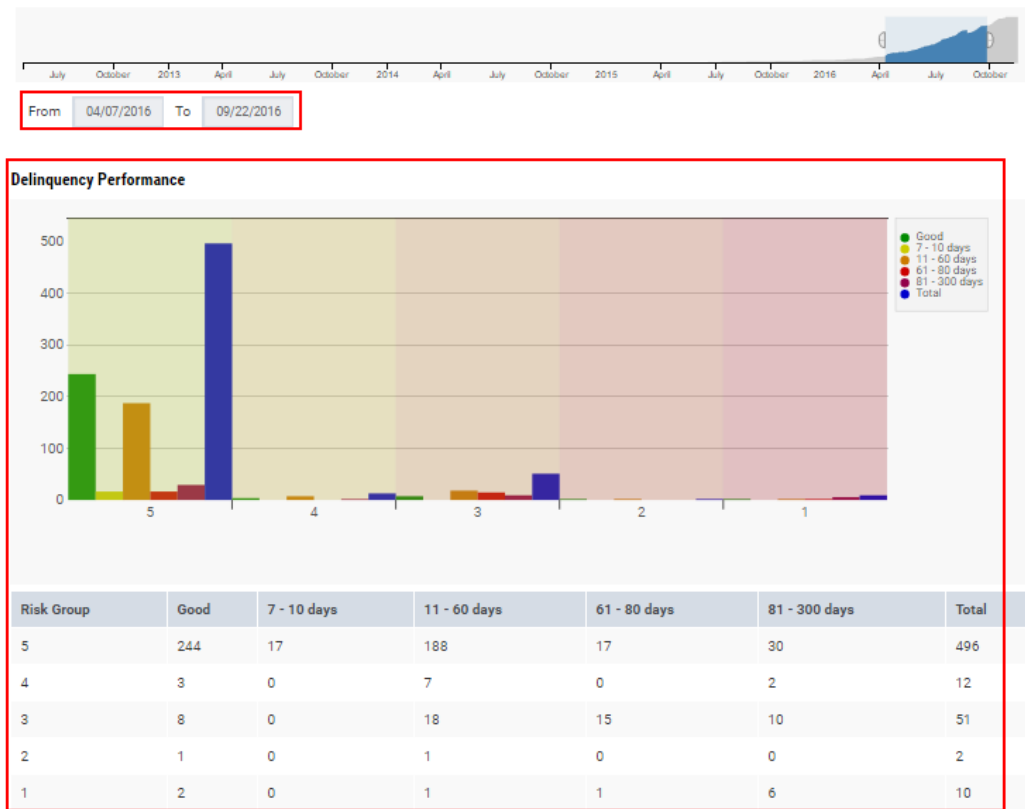 July October 2013 April July October 2014 April July October 2015 April July October 2016 April July October
From 04/07/2016 To 09/22/2016
Delinquency Performance
500
400
300
200
100
0
Good
7 - 10 days
11 - 60 days
61 - 80 days
81 - 300 days
Total
5 4 3 2 1
Risk Group Good 7 - 10 days 11 - 60 days 61 - 80 days 81 - 300 days Total
5 244 17 188 17 30 496
4 3 0 7 0 2 12
3 8 0 18 15 10 51
2 1 0 1 0 0 2
1 2 0 1 1 6 10